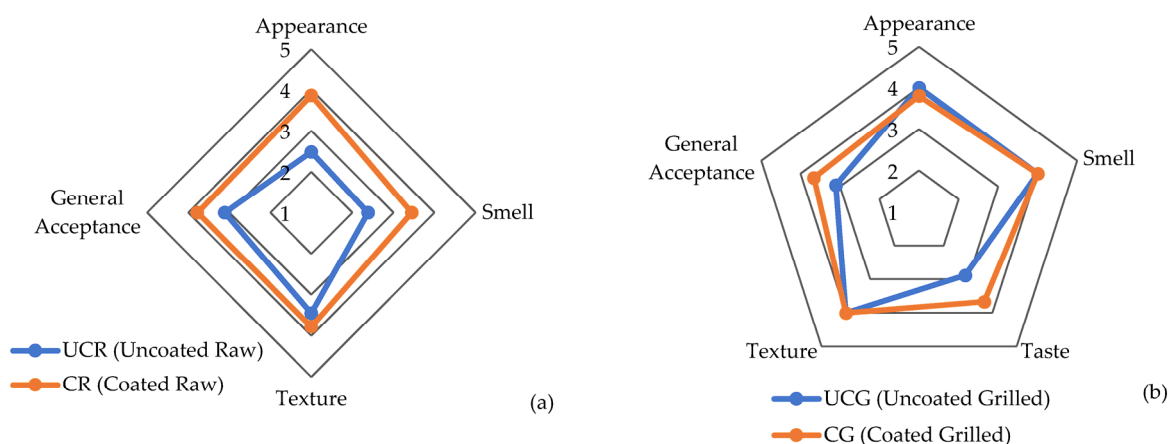 Appearance
5
4
3
2
1
General
Acceptance
Smell
Texture
UCR (Uncoated Raw)
CR (Coated Raw)
(a)
Appearance
5
4
3
2
1
General
Acceptance
Smell
Texture
Taste
UCG (Uncoated Grilled)
CG (Coated Grilled)
(b)